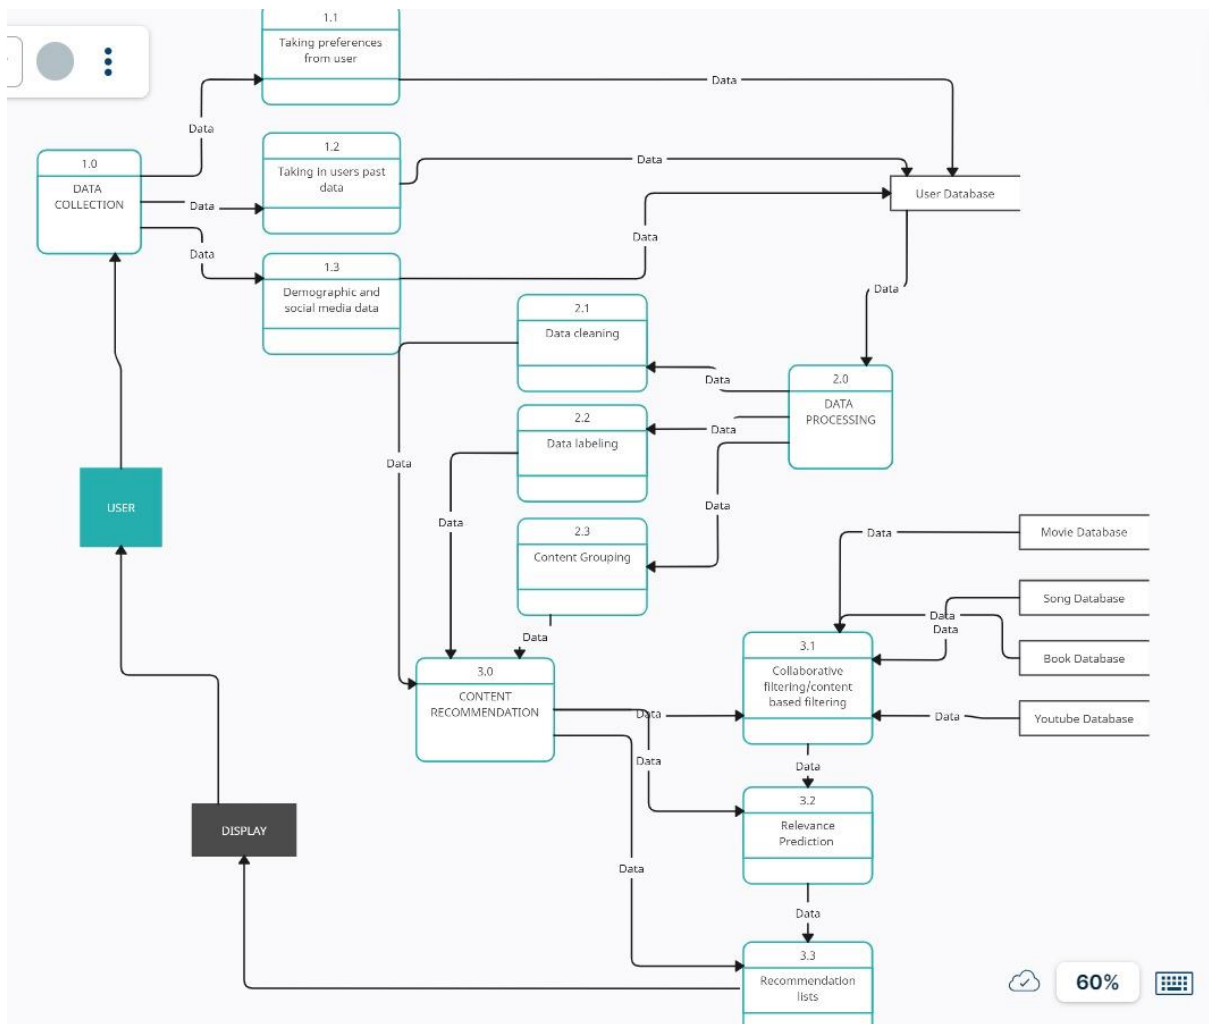 1.1
Taking preferences
from user
Data
Data
1.0
DATA
COLLECTION
1.2
Taking in users past
data
Data
User Database
Data
Data
Data
1.3
Demographic and
social media data
Data
2.1
Data cleaning
Data
2.0
DATA
PROCESSING
2.2
Data labeling
Data
Data
Data
Data
USER
2.3
Content Grouping
Data
Movie Database
Data
Song Database
Data
Data
Book Database
Data
Youtube Database
3.0
CONTENT
RECOMMENDATION
Data
3.1
Collaborative
filtering/content
based filtering
Data
Data
3.2
Relevance
Prediction
DISPLAY
Data
Data
3.3
Recommendation
lists
60%